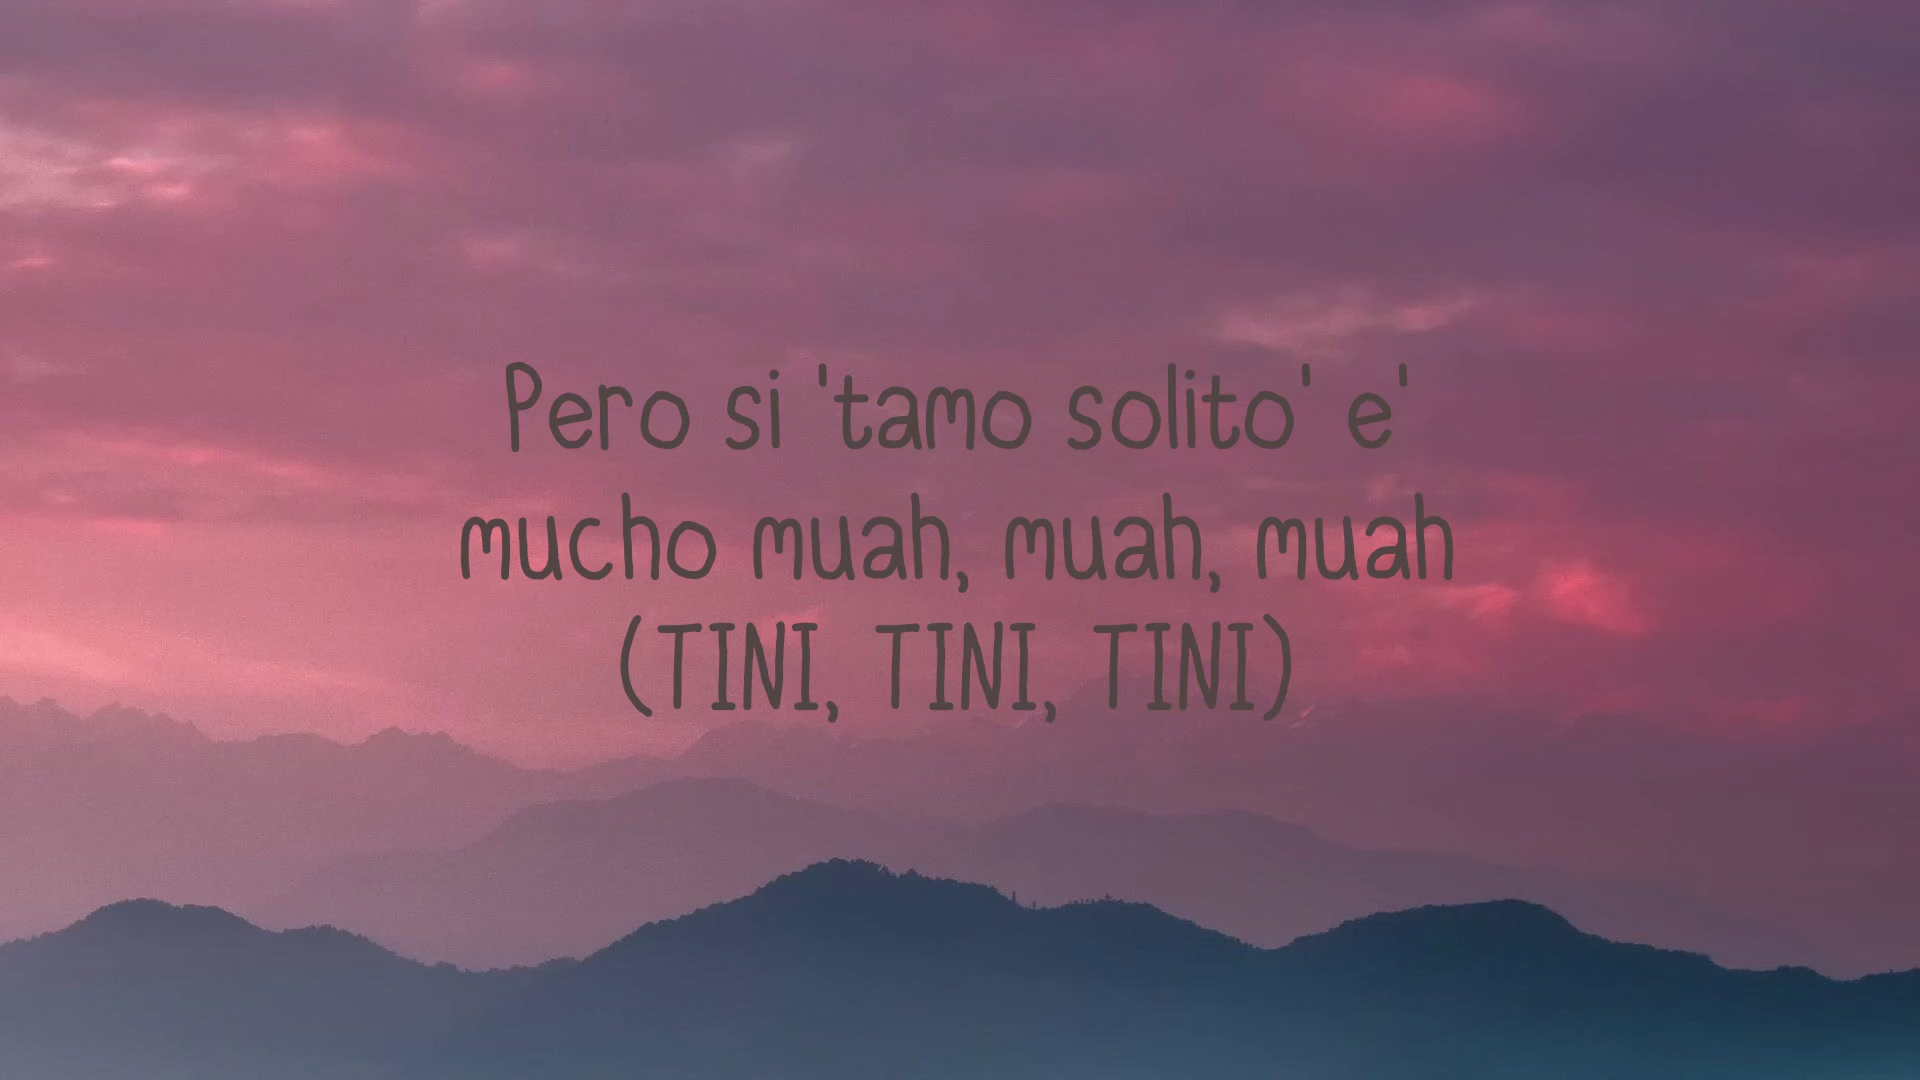 Pero si 'tamo solito' e'
mucho muah, muah, muah
(TINI, TINI, TINI)